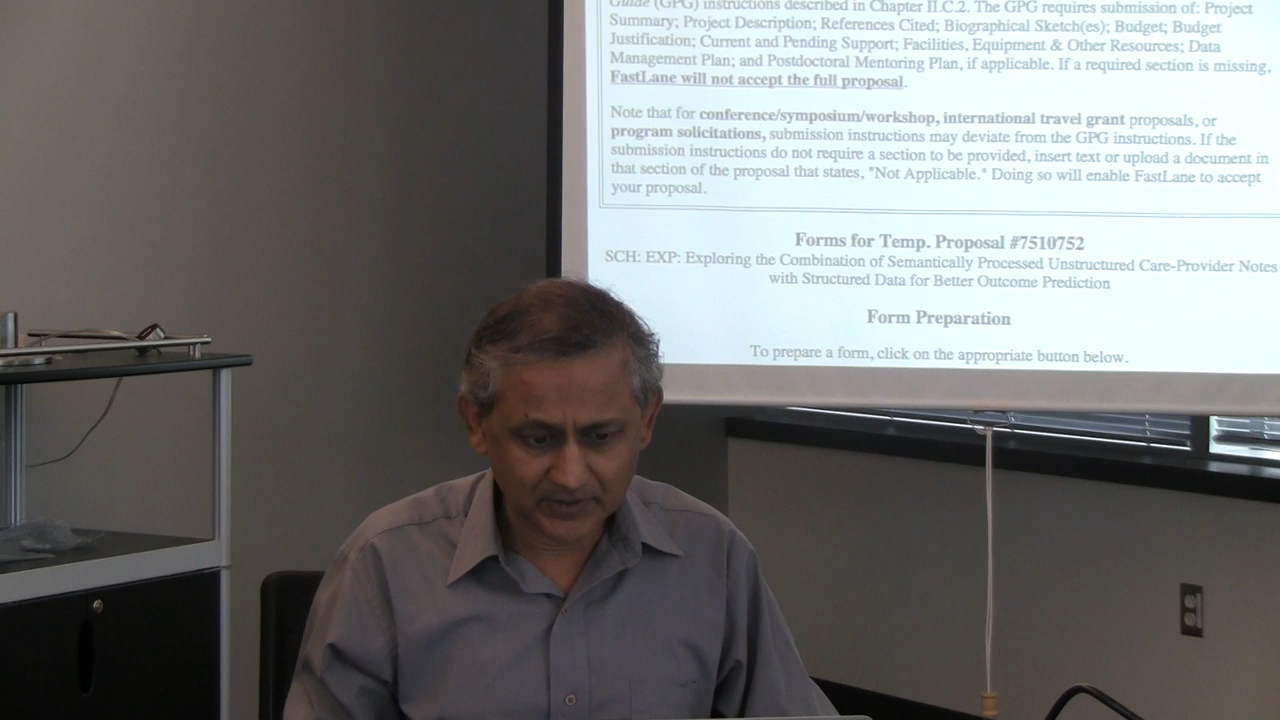 Guide (GPG) instructions described in Chapter II.C.2. The GPG requires submission of: Project
Summary; Project Description; References Cited; Biographical Sketch(es); Budget; Budget
Justification; Current and Pending Support; Facilities, Equipment & Other Resources; Data
Management Plan; and Postdoctoral Mentoring Plan, if applicable. If a required section is missing,
FastLane will not accept the full proposal.
Note that for conference/symposium/workshop, international travel grant proposals, or
program solicitations, submission instructions may deviate from the GPG instructions. If the
submission instructions do not require a section to be provided, insert text or upload a document in
that section of the proposal that states, "Not Applicable." Doing so will enable FastLane to accept
your proposal.
Forms for Temp. Proposal #7510752
SCH: EXP: Exploring the Combination of Semantically Processed Unstructured Care-Provider Notes
with Structured Data for Better Outcome Prediction
Form Preparation
To prepare a form, click on the appropriate button below.